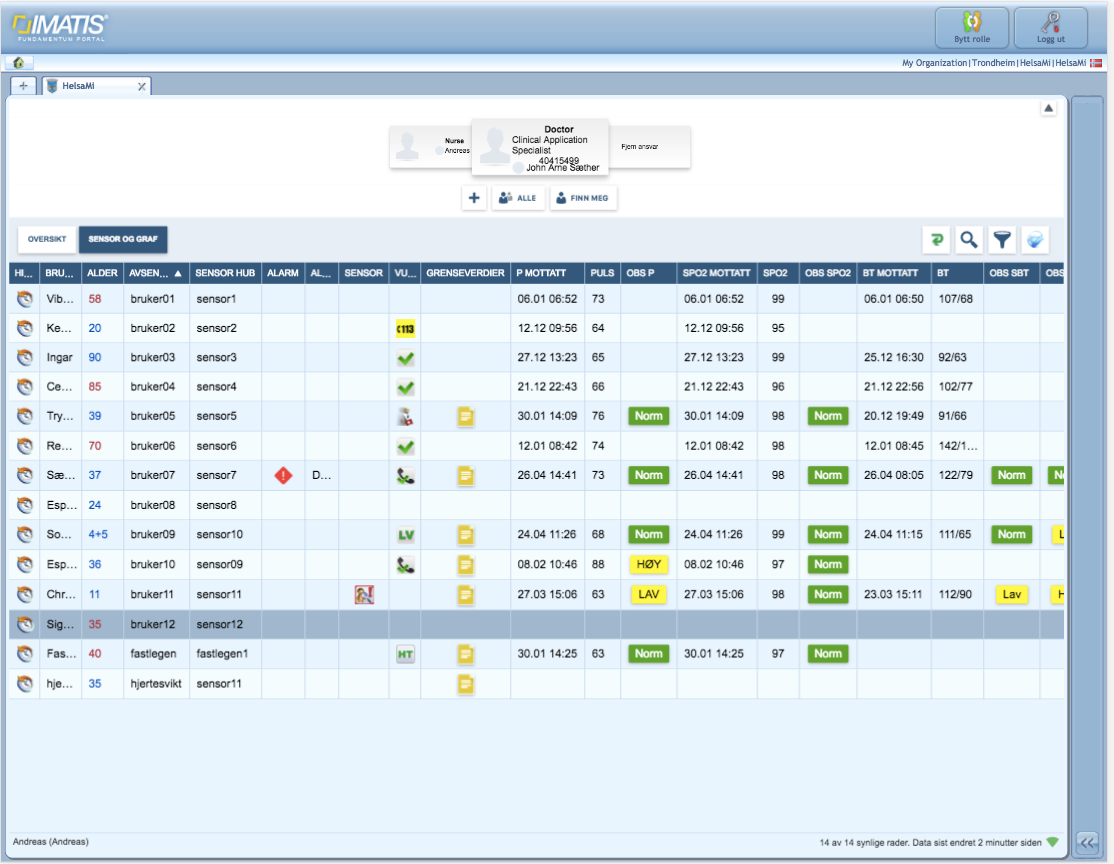 IMATIS
FUNDAMENTUM PORTAL
Bytt rolle
Logg ut
My Organization|Trondheim|HelsaMi|HelsaMi
HelsaMi
Nurse
Andreas
Doctor
Clinical Application
Specialist
40415499
John Arne Sæther
Fjern ansvar
ALLE
FINN MEG
OVERSIKT
SENSOR OG GRAF
HI... BRU... ALDER AVSEN... SENSOR HUB ALARM AL... SENSOR VU... GRENSEVERDIER P MOTTATT PULS OBS P SPO2 MOTTATT SPO2 OBS SPO2 BT MOTTATT BT OBS SBT OBS
Vib... 58 bruker01 sensor1 06.01 06:52 73 06.01 06:52 99 06.01 06:50 107/68
Ke... 20 bruker02 sensor2 113 12.12 09:56 64 12.12 09:56 95
Ingar 90 bruker03 sensor3 27.12 13:23 65 27.12 13:23 99 25.12 16:30 92/63
Ce... 85 bruker04 sensor4 21.12 22:43 66 21.12 22:43 96 21.12 22:56 102/77
Try... 39 bruker05 sensor5 30.01 14:09 76 Norm 30.01 14:09 98 Norm 20.12 19:49 91/66
Re... 70 bruker06 sensor6 12.01 08:42 74 12.01 08:42 98 12.01 08:45 142/1...
Sæ... 37 bruker07 sensor7 D... 26.04 14:41 73 Norm 26.04 14:41 98 Norm 26.04 08:05 122/79 Norm N
Esp... 24 bruker08 sensor8
So... 4+5 bruker09 sensor10 LV 24.04 11:26 68 Norm 24.04 11:26 99 Norm 24.04 11:15 111/65 Norm L
Esp... 36 bruker10 sensor09 08.02 10:46 88 HØY 08.02 10:46 97 Norm
Chr... 11 bruker11 sensor11 27.03 15:06 63 LAV 27.03 15:06 98 Norm 23.03 15:11 112/90 Lav H
Sig... 35 bruker12 sensor12
Fas... 40 fastlegen fastlegen1 HT 30.01 14:25 63 Norm 30.01 14:25 97 Norm
hje... 35 hjertesvikt sensor11
Andreas (Andreas)
14 av 14 synlige rader. Data sist endret 2 minutter siden